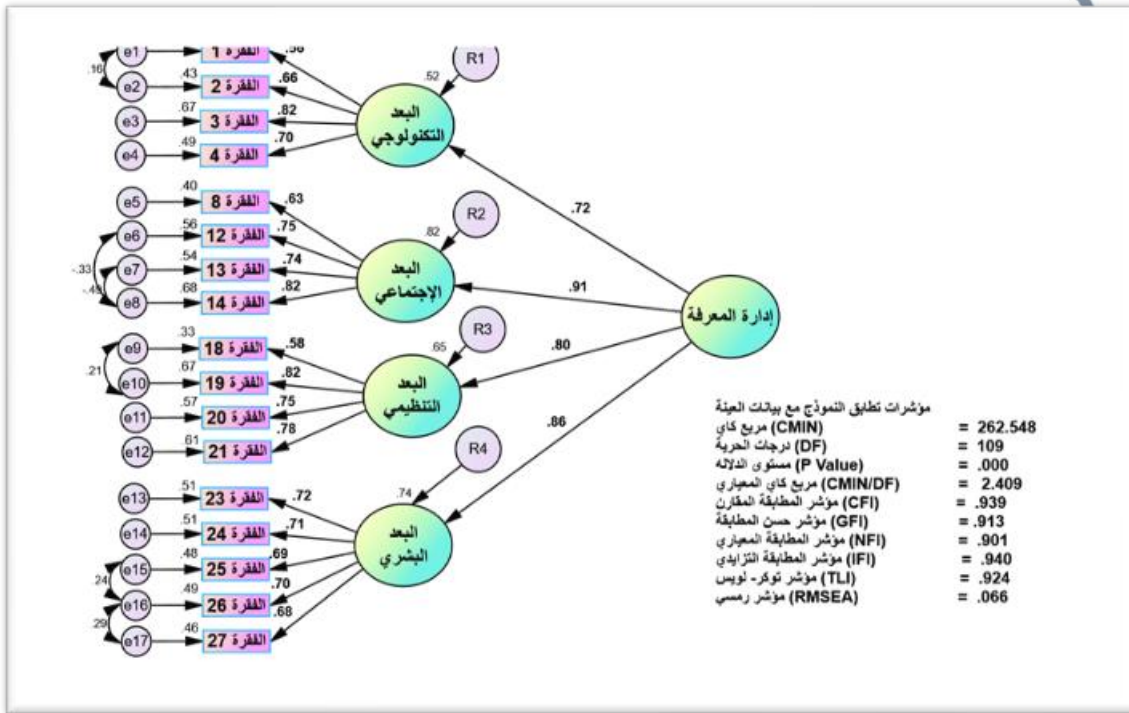 e1 الفقرة 1 .56 R1
.16
e2 .43 الفقرة 2 .66 .52
e3 .67 الفقرة 3 .82 البعد التكنولوجي
e4 .49 الفقرة 4 .70
.72
e5 .40 الفقرة 8 .63 R2
e6 .56 الفقرة 12 .75 .82
-.33
e7 .54 الفقرة 13 .74 البعد الإجتماعي .91
-.49
e8 .68 الفقرة 14 .82
إدارة المعرفة
e9 .33 الفقرة 18 .58 R3
.21
e10 .67 الفقرة 19 .82 .65 .80
e11 .57 الفقرة 20 .75 البعد التنظيمي
e12 .61 الفقرة 21 .78
.86
e13 .51 الفقرة 23 .72 R4
e14 .51 الفقرة 24 .71 .74
e15 .48 الفقرة 25 .69 البعد البشري
.24
e16 .49 الفقرة 26 .70
.29
e17 .46 الفقرة 27 .68
مؤشرات تطابق النموذج مع بيانات العينة
مربع كاي (CMIN) = 262.548
درجات الحرية (DF) = 109
مستوى الدلاله (P Value) = .000
مربع كاي المعياري (CMIN/DF) = 2.409
مؤشر المطابقة المقارن (CFI) = .939
مؤشر حسن المطابقة (GFI) = .913
مؤشر المطابقة المعياري (NFI) = .901
مؤشر المطابقة التزايدي (IFI) = .940
مؤشر توكر- لويس (TLI) = .924
مؤشر رمسي (RMSEA) = .066